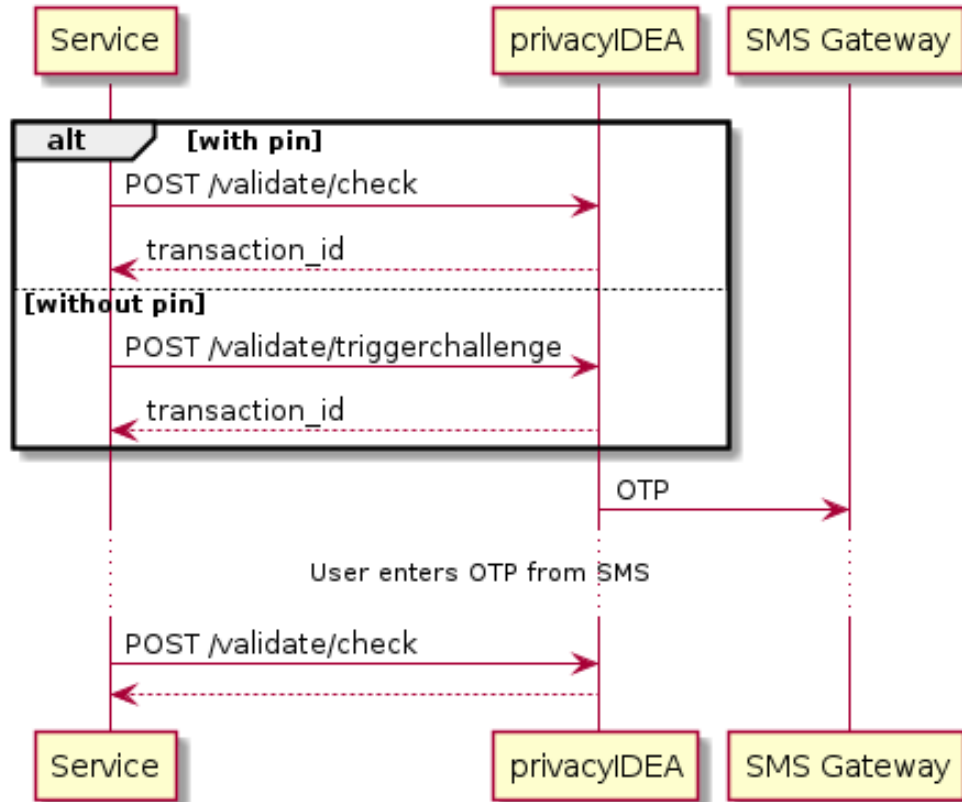 Service privacyIDEA SMS Gateway
alt [with pin]
POST /validate/check
transaction_id
[without pin]
POST /validate/triggerchallenge
transaction_id
OTP
User enters OTP from SMS
POST /validate/check
Service privacyIDEA SMS Gateway